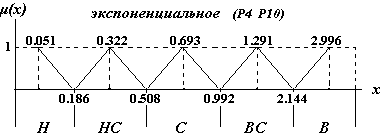 μ(x)
экспоненциальное (P4 P10)
0.051 0.322 0.693 1.291 2.996
1
0.186 0.508 0.992 2.144 x
Н НС С ВС В